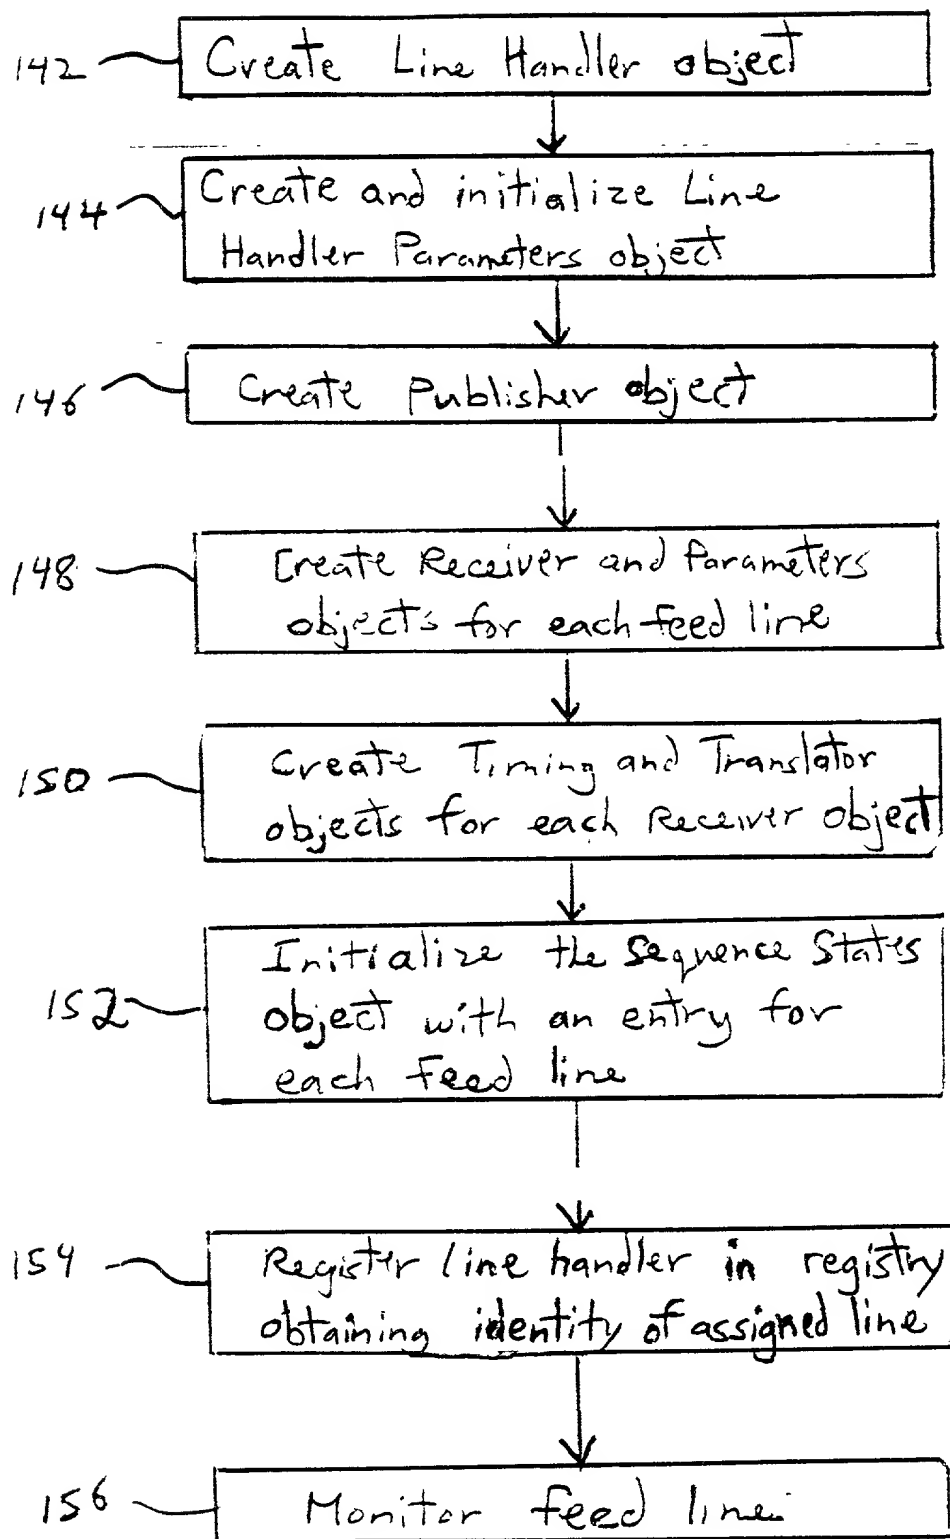 142 Create Line Handler object
144 Create and initialize Line
Handler Parameters object
146 Create Publisher object
148 Create Receiver and Parameters
objects for each feed line
150 Create Timing and Translator
objects for each Receiver object
152 Initialize the Sequence States
object with an entry for
each feed line
154 Register line handler in registry
obtaining identity of assigned line
156 Monitor feed line